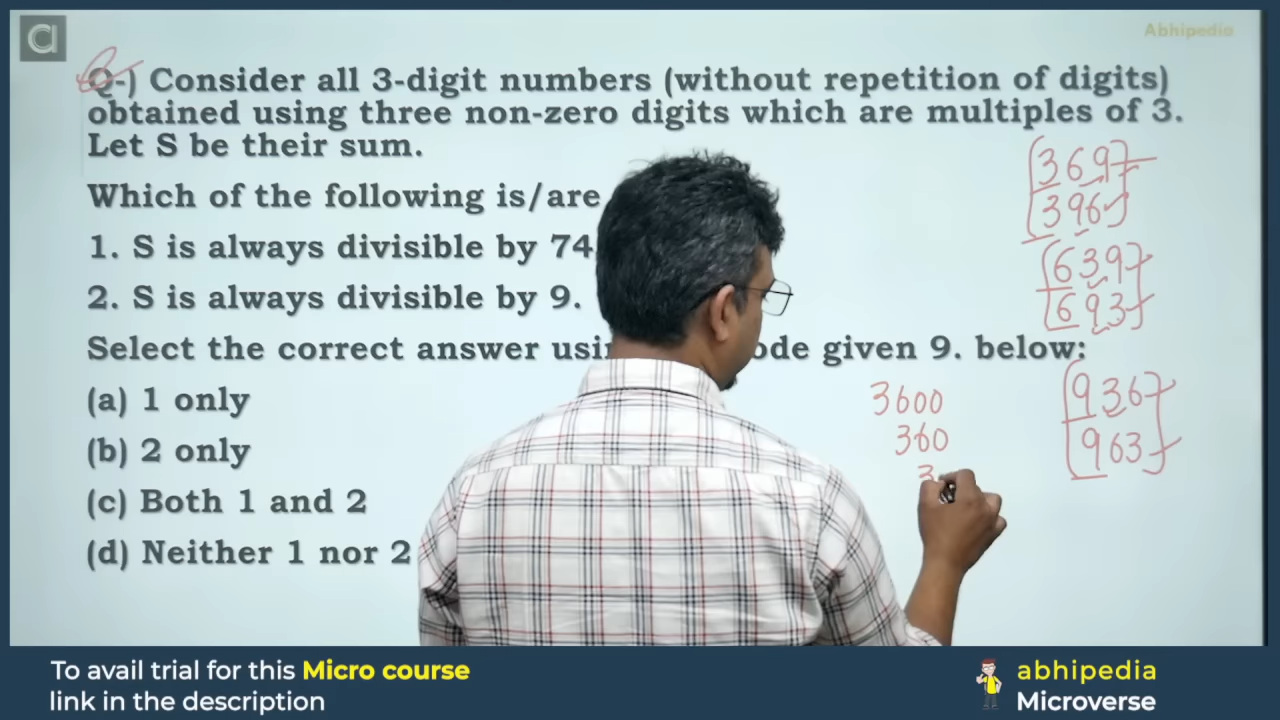 Abhipedia
Q-) Consider all 3-digit numbers (without repetition of digits)
obtained using three non-zero digits which are multiples of 3.
Let S be their sum.
Which of the following is/are
1. S is always divisible by 74
2. S is always divisible by 9.
Select the correct answer given 9. below:
(a) 1 only
(b) 2 only
(c) Both 1 and 2
(d) Neither 1 nor 2
369
396
639
693
936
963
3600
360
3
To avail trial for this Micro course
link in the description
abhipedia
Microverse